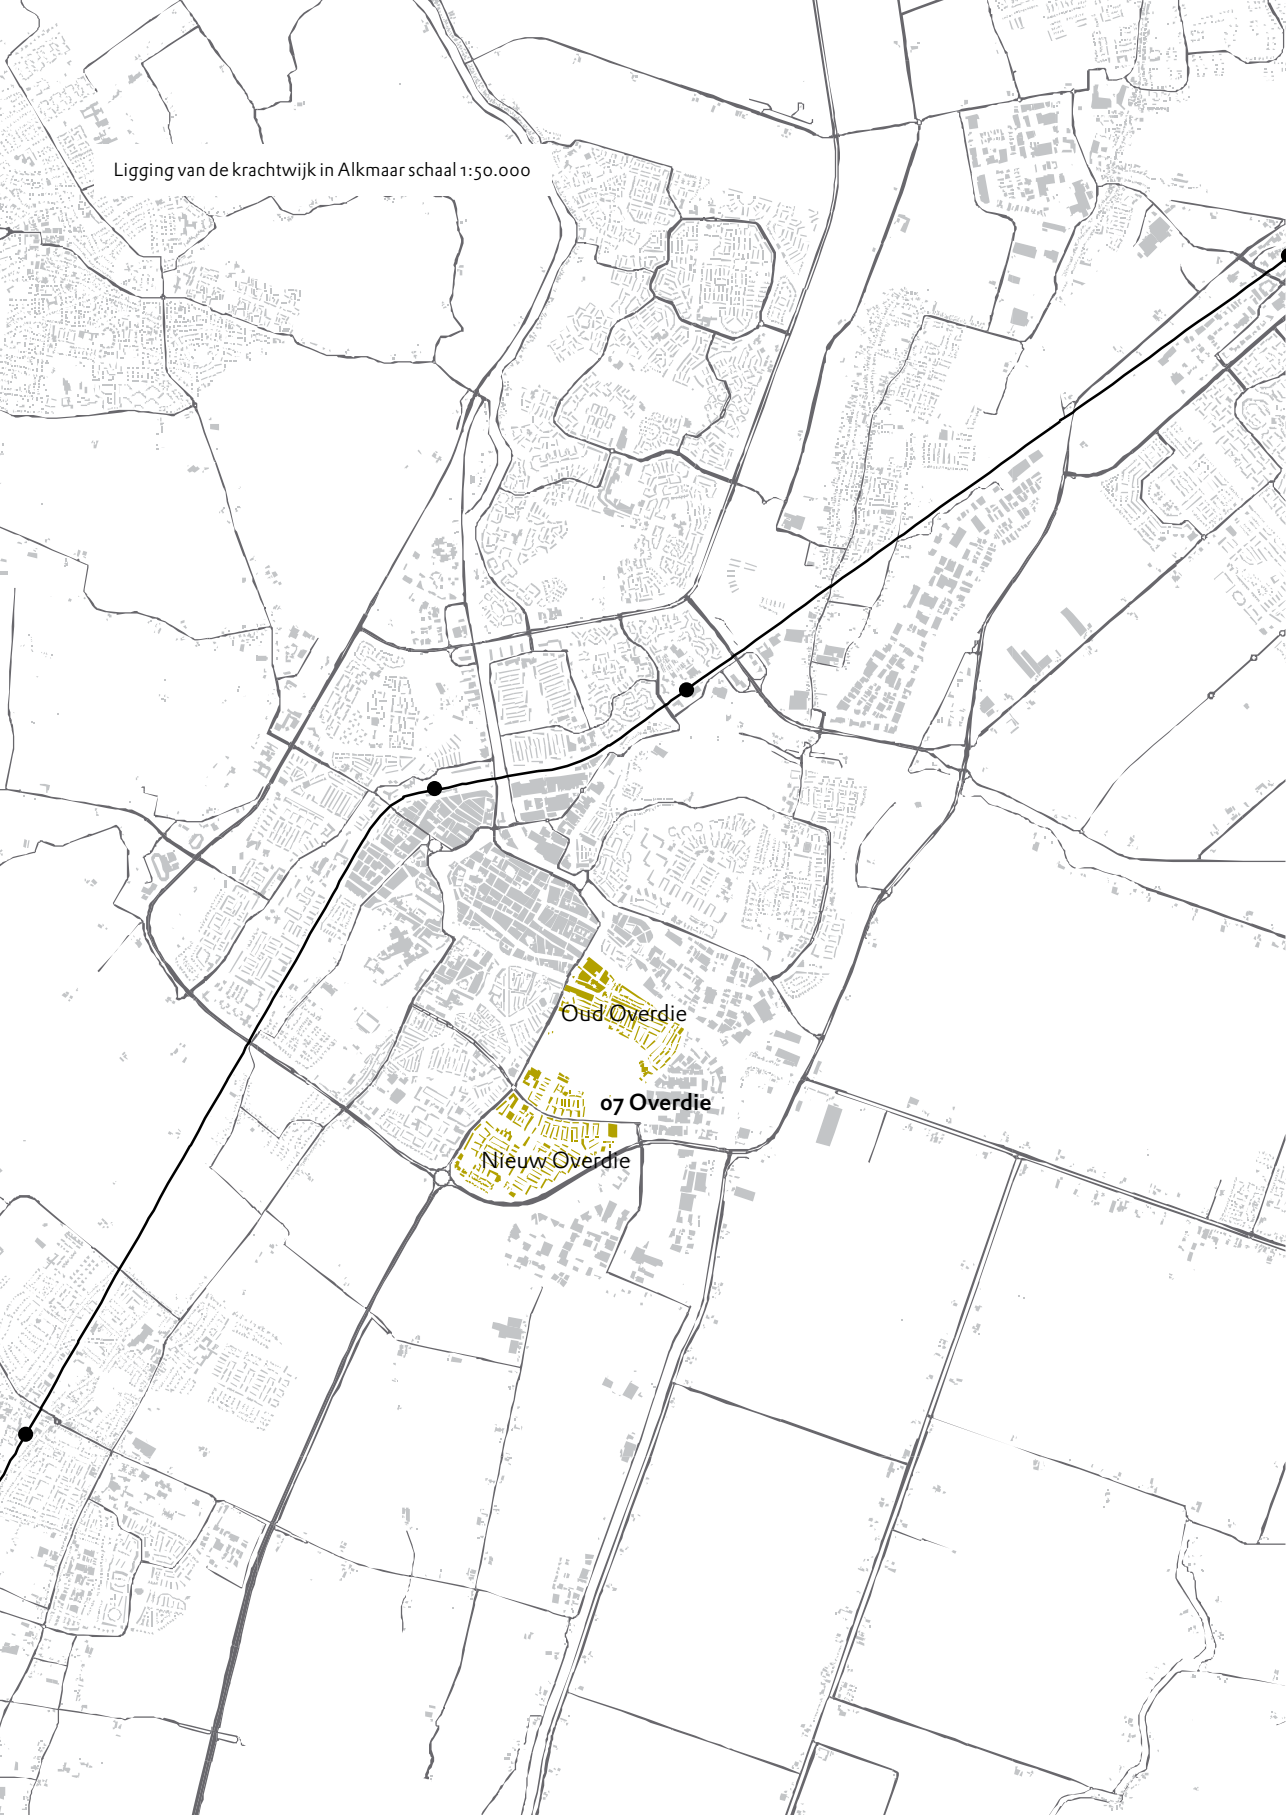 Ligging van de krachtwijk in Alkmaar schaal 1:50.000
Oud Overdie
07 Overdie
Nieuw Overdie